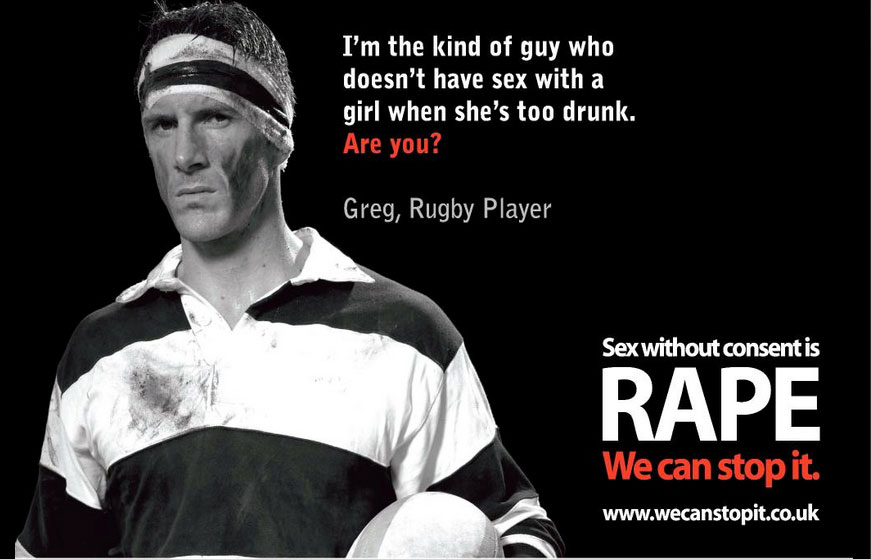 I'm the kind of guy who
doesn't have sex with a
girl when she's too drunk.
Are you?
Greg, Rugby Player
Sex without consent is
RAPE
We can stop it.
www.wecanstopit.co.uk